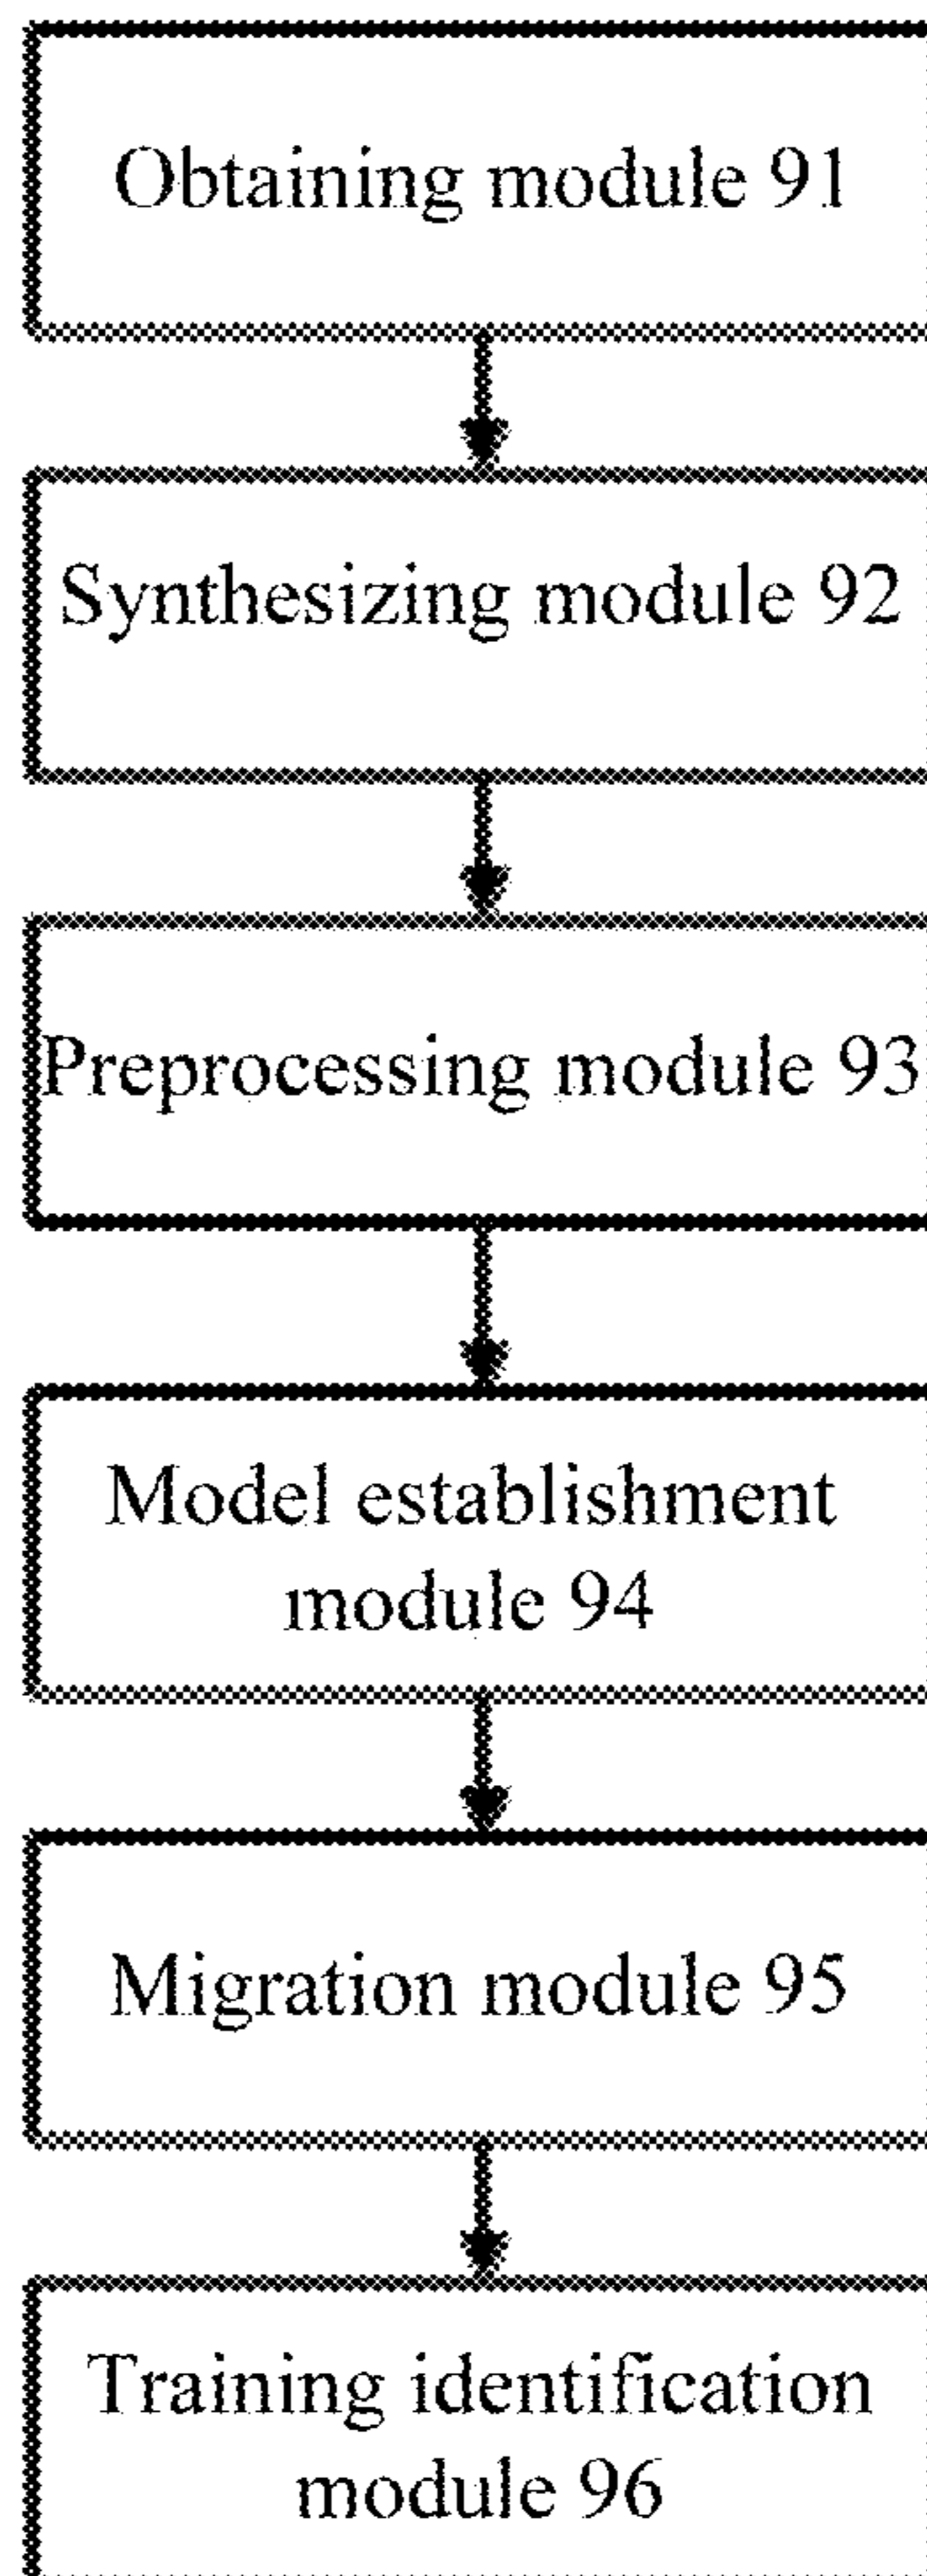 Obtaining module 91
Synthesizing module 92
Preprocessing module 93
Model establishment
module 94
Migration module 95
Training identification
module 96